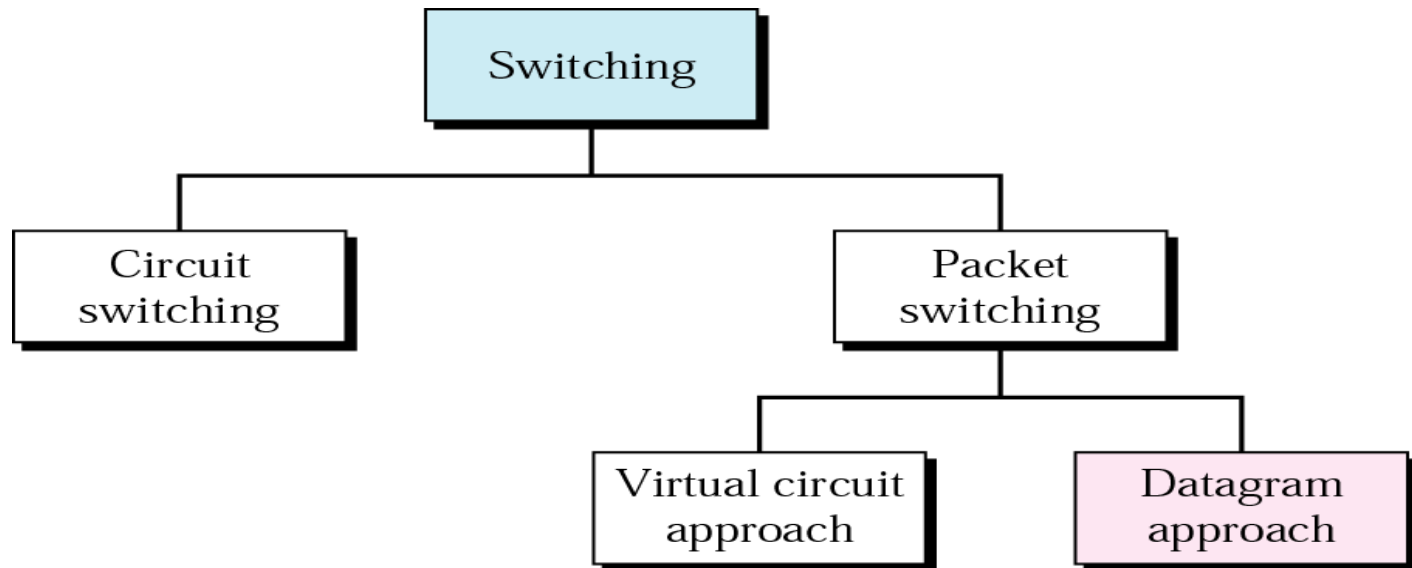 Switching
Circuit
switching
Packet
switching
Virtual circuit
approach
Datagram
approach